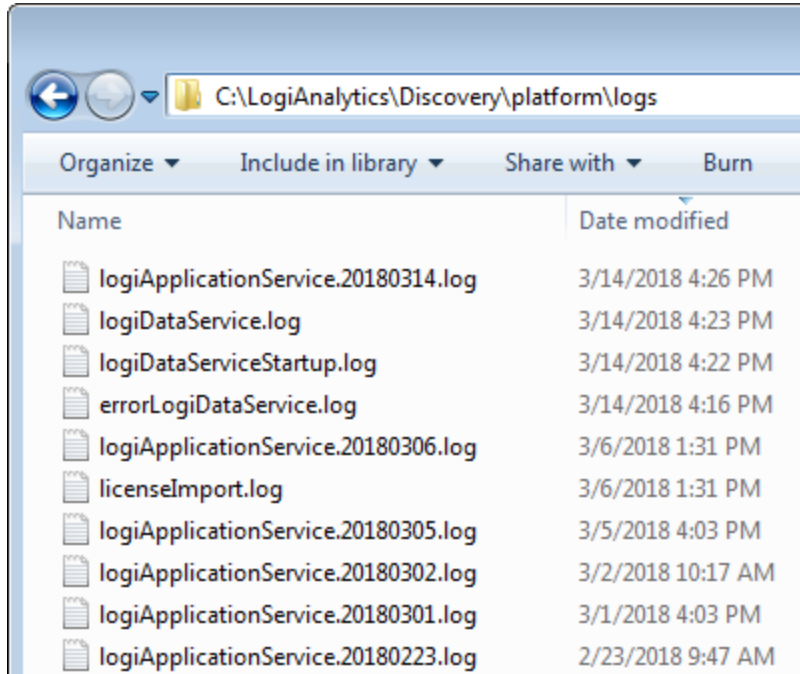 C:\LogiAnalytics\Discovery\platform\logs
Organize Include in library Share with Burn
Name Date modified
logiApplicationService.20180314.log 3/14/2018 4:26 PM
logiDataService.log 3/14/2018 4:23 PM
logiDataServiceStartup.log 3/14/2018 4:22 PM
errorLogiDataService.log 3/14/2018 4:16 PM
logiApplicationService.20180306.log 3/6/2018 1:31 PM
licenseImport.log 3/6/2018 1:31 PM
logiApplicationService.20180305.log 3/5/2018 4:03 PM
logiApplicationService.20180302.log 3/2/2018 10:17 AM
logiApplicationService.20180301.log 3/1/2018 4:03 PM
logiApplicationService.20180223.log 2/23/2018 9:47 AM